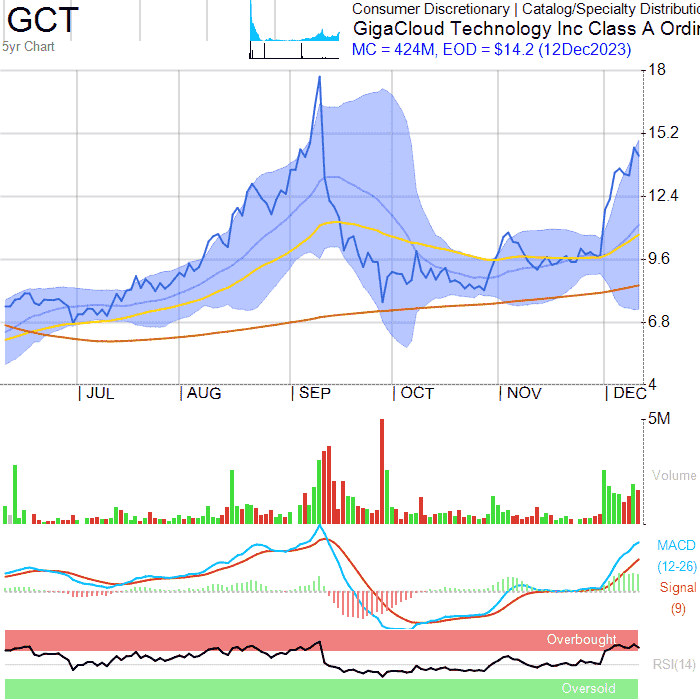 GCT
5yr Chart
Consumer Discretionary | Catalog/Specialty Distributio
GigaCloud Technology Inc Class A Ordin
MC = 424M, EOD = $14.2 (12Dec2023)
18
15.2
12.4
9.6
6.8
4
JUL
AUG
SEP
OCT
NOV
DEC
5M
Volume
MACD
(12-26)
Signal
(9)
Overbought
RSI(14)
Oversold